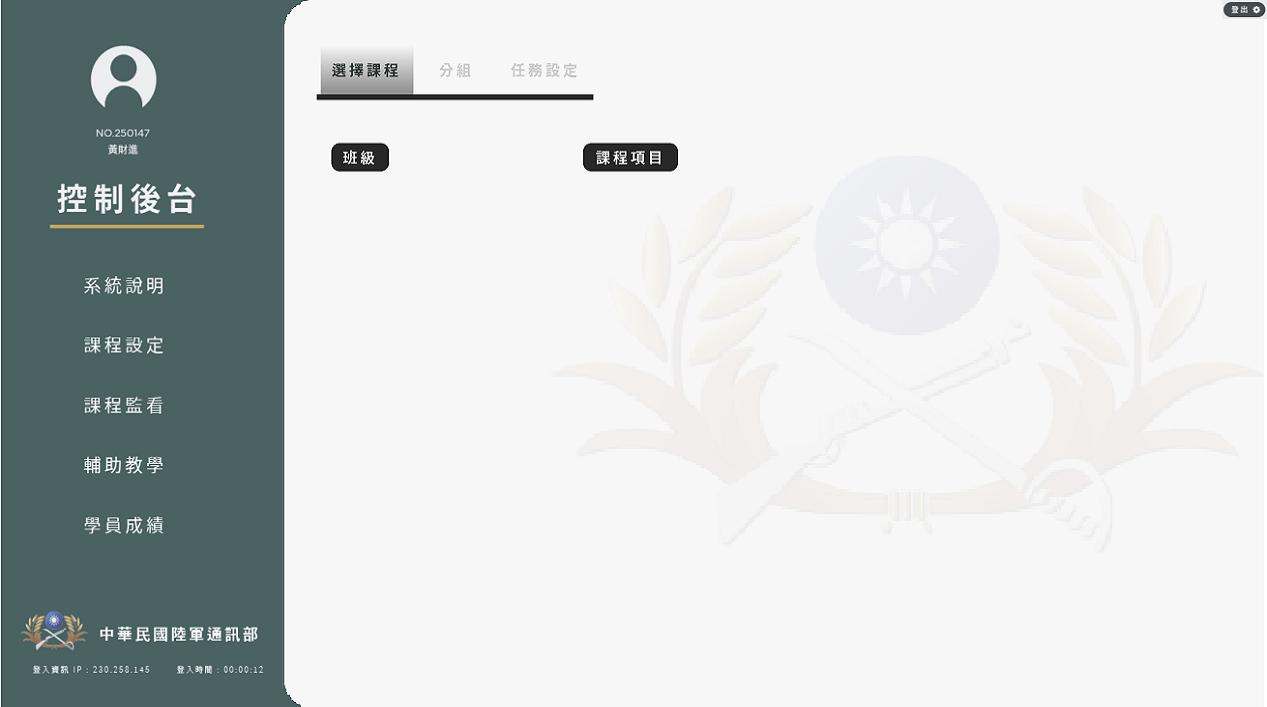 登出
NO.250147
黃財進
控制後台
系統說明
課程設定
課程監看
輔助教學
學員成績
中華民國陸軍通訊部
登入資訊 IP : 230.258.145 登入時間 : 00:00:12
選擇課程 分組 任務設定
班級 課程項目